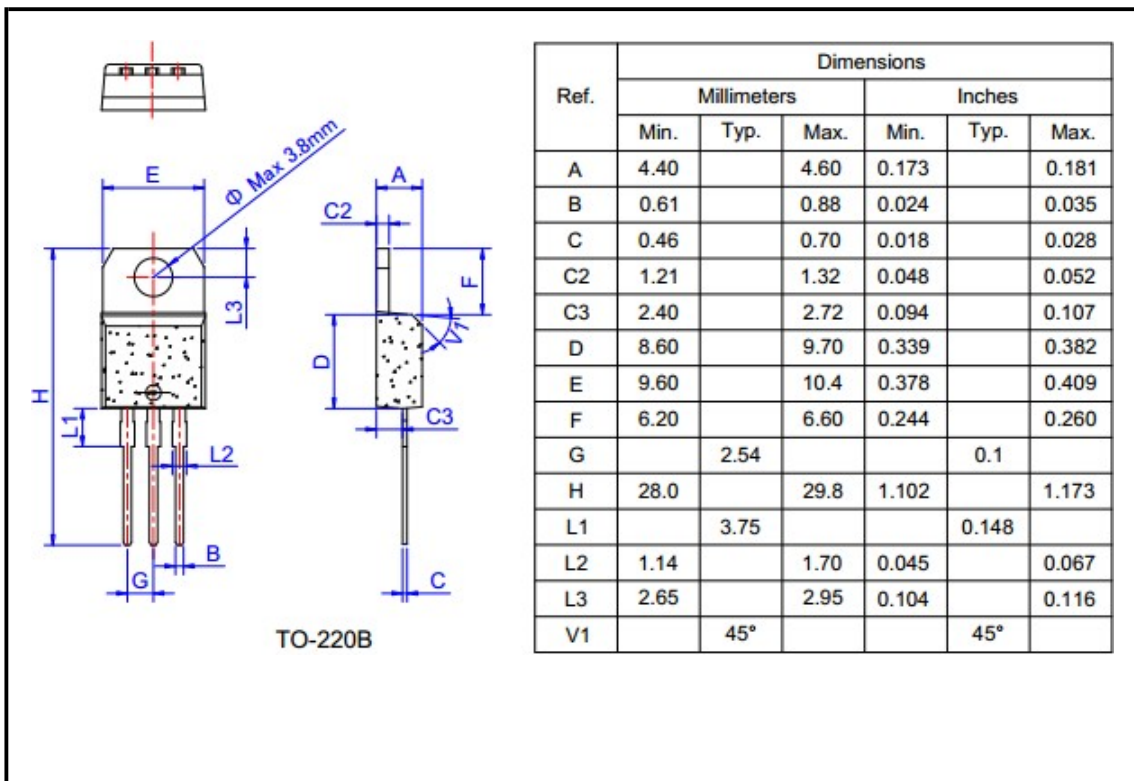 E
Φ Max 3.8mm
A
C2
L3
F
V1
H
D
L1
C3
L2
B
G
C
TO-220B
Ref. Dimensions
Millimeters Inches
Min. Typ. Max. Min. Typ. Max.
A 4.40 4.60 0.173 0.181
B 0.61 0.88 0.024 0.035
C 0.46 0.70 0.018 0.028
C2 1.21 1.32 0.048 0.052
C3 2.40 2.72 0.094 0.107
D 8.60 9.70 0.339 0.382
E 9.60 10.4 0.378 0.409
F 6.20 6.60 0.244 0.260
G 2.54 0.1
H 28.0 29.8 1.102 1.173
L1 3.75 0.148
L2 1.14 1.70 0.045 0.067
L3 2.65 2.95 0.104 0.116
V1 45° 45°